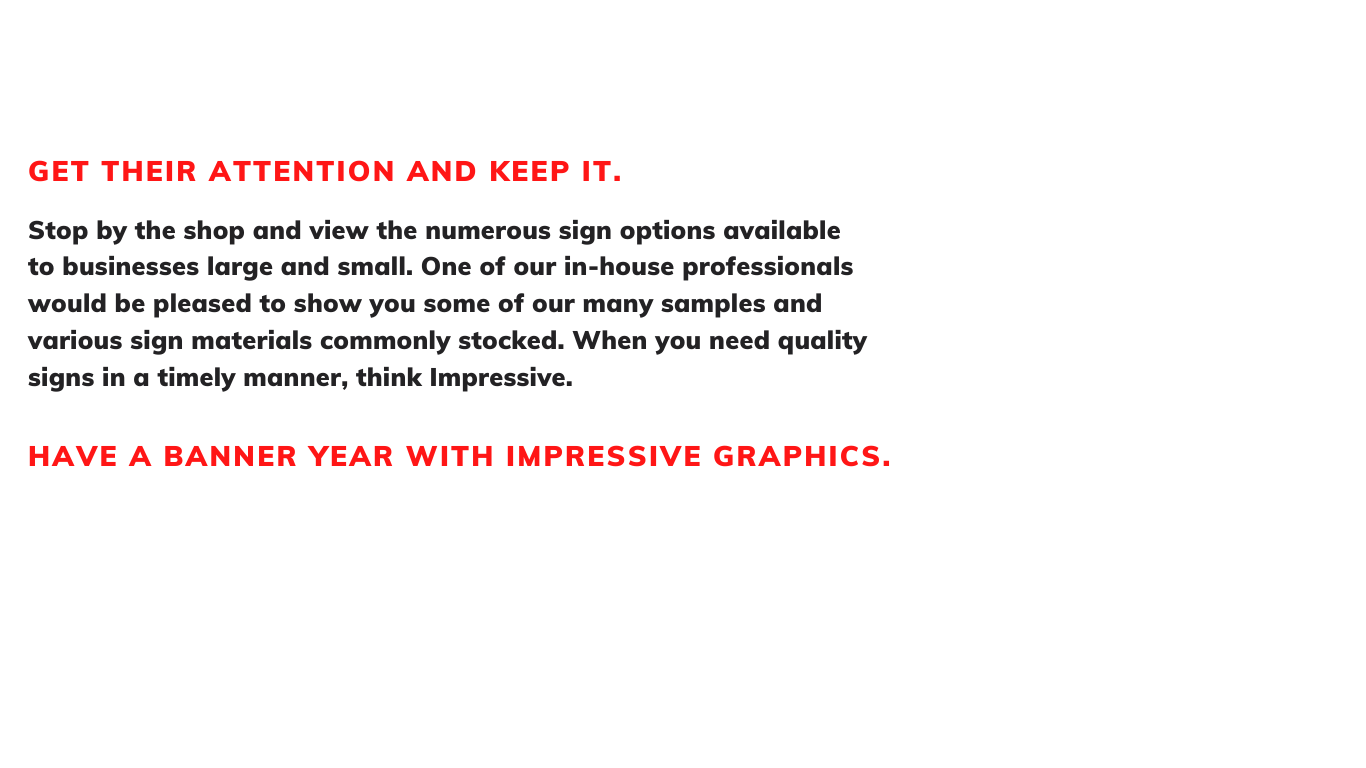 GET THEIR ATTENTION AND KEEP IT.
Stop by the shop and view the numerous sign options available
to businesses large and small. One of our in-house professionals
would be pleased to show you some of our many samples and
various sign materials commonly stocked. When you need quality
signs in a timely manner, think Impressive.
HAVE A BANNER YEAR WITH IMPRESSIVE GRAPHICS.